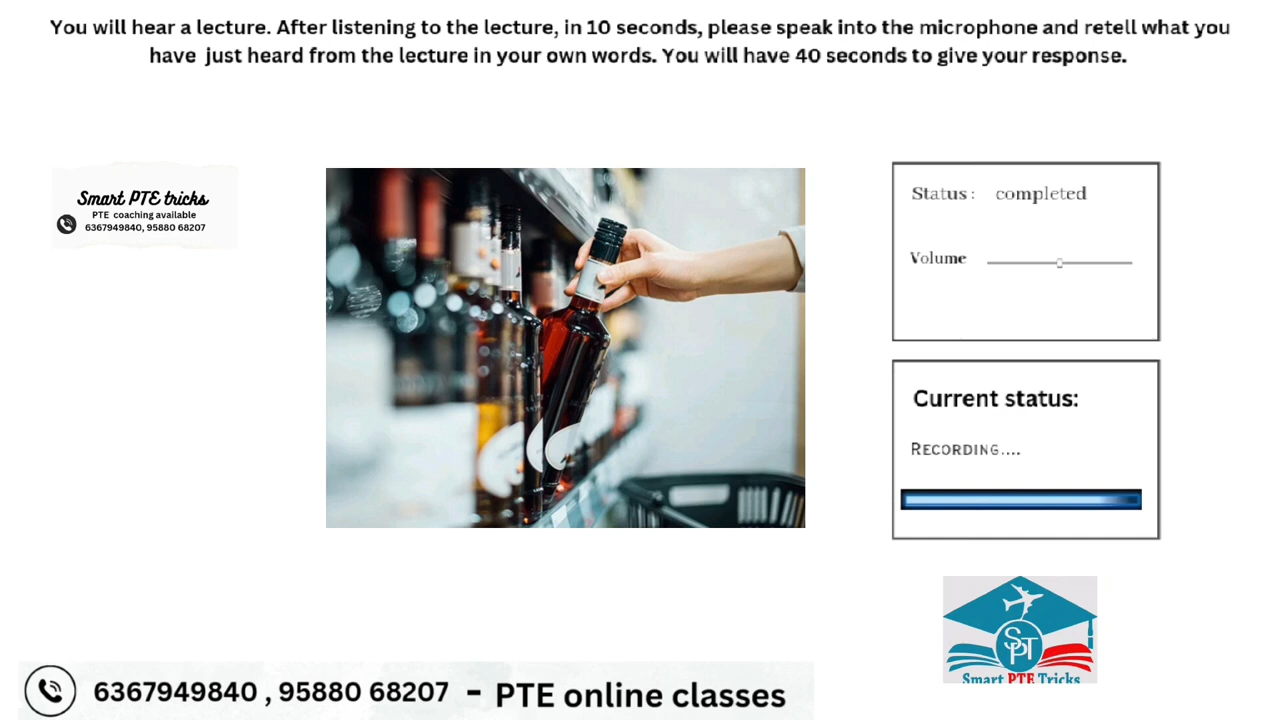 You will hear a lecture. After listening to the lecture, in 10 seconds, please speak into the microphone and retell what you
have just heard from the lecture in your own words. You will have 40 seconds to give your response.
Smart PTE tricks
PTE coaching available
6367949840, 95880 68207
Status: completed
Volume
Current status:
RECORDING....
SPT
Smart PTE Tricks
6367949840 , 95880 68207 - PTE online classes